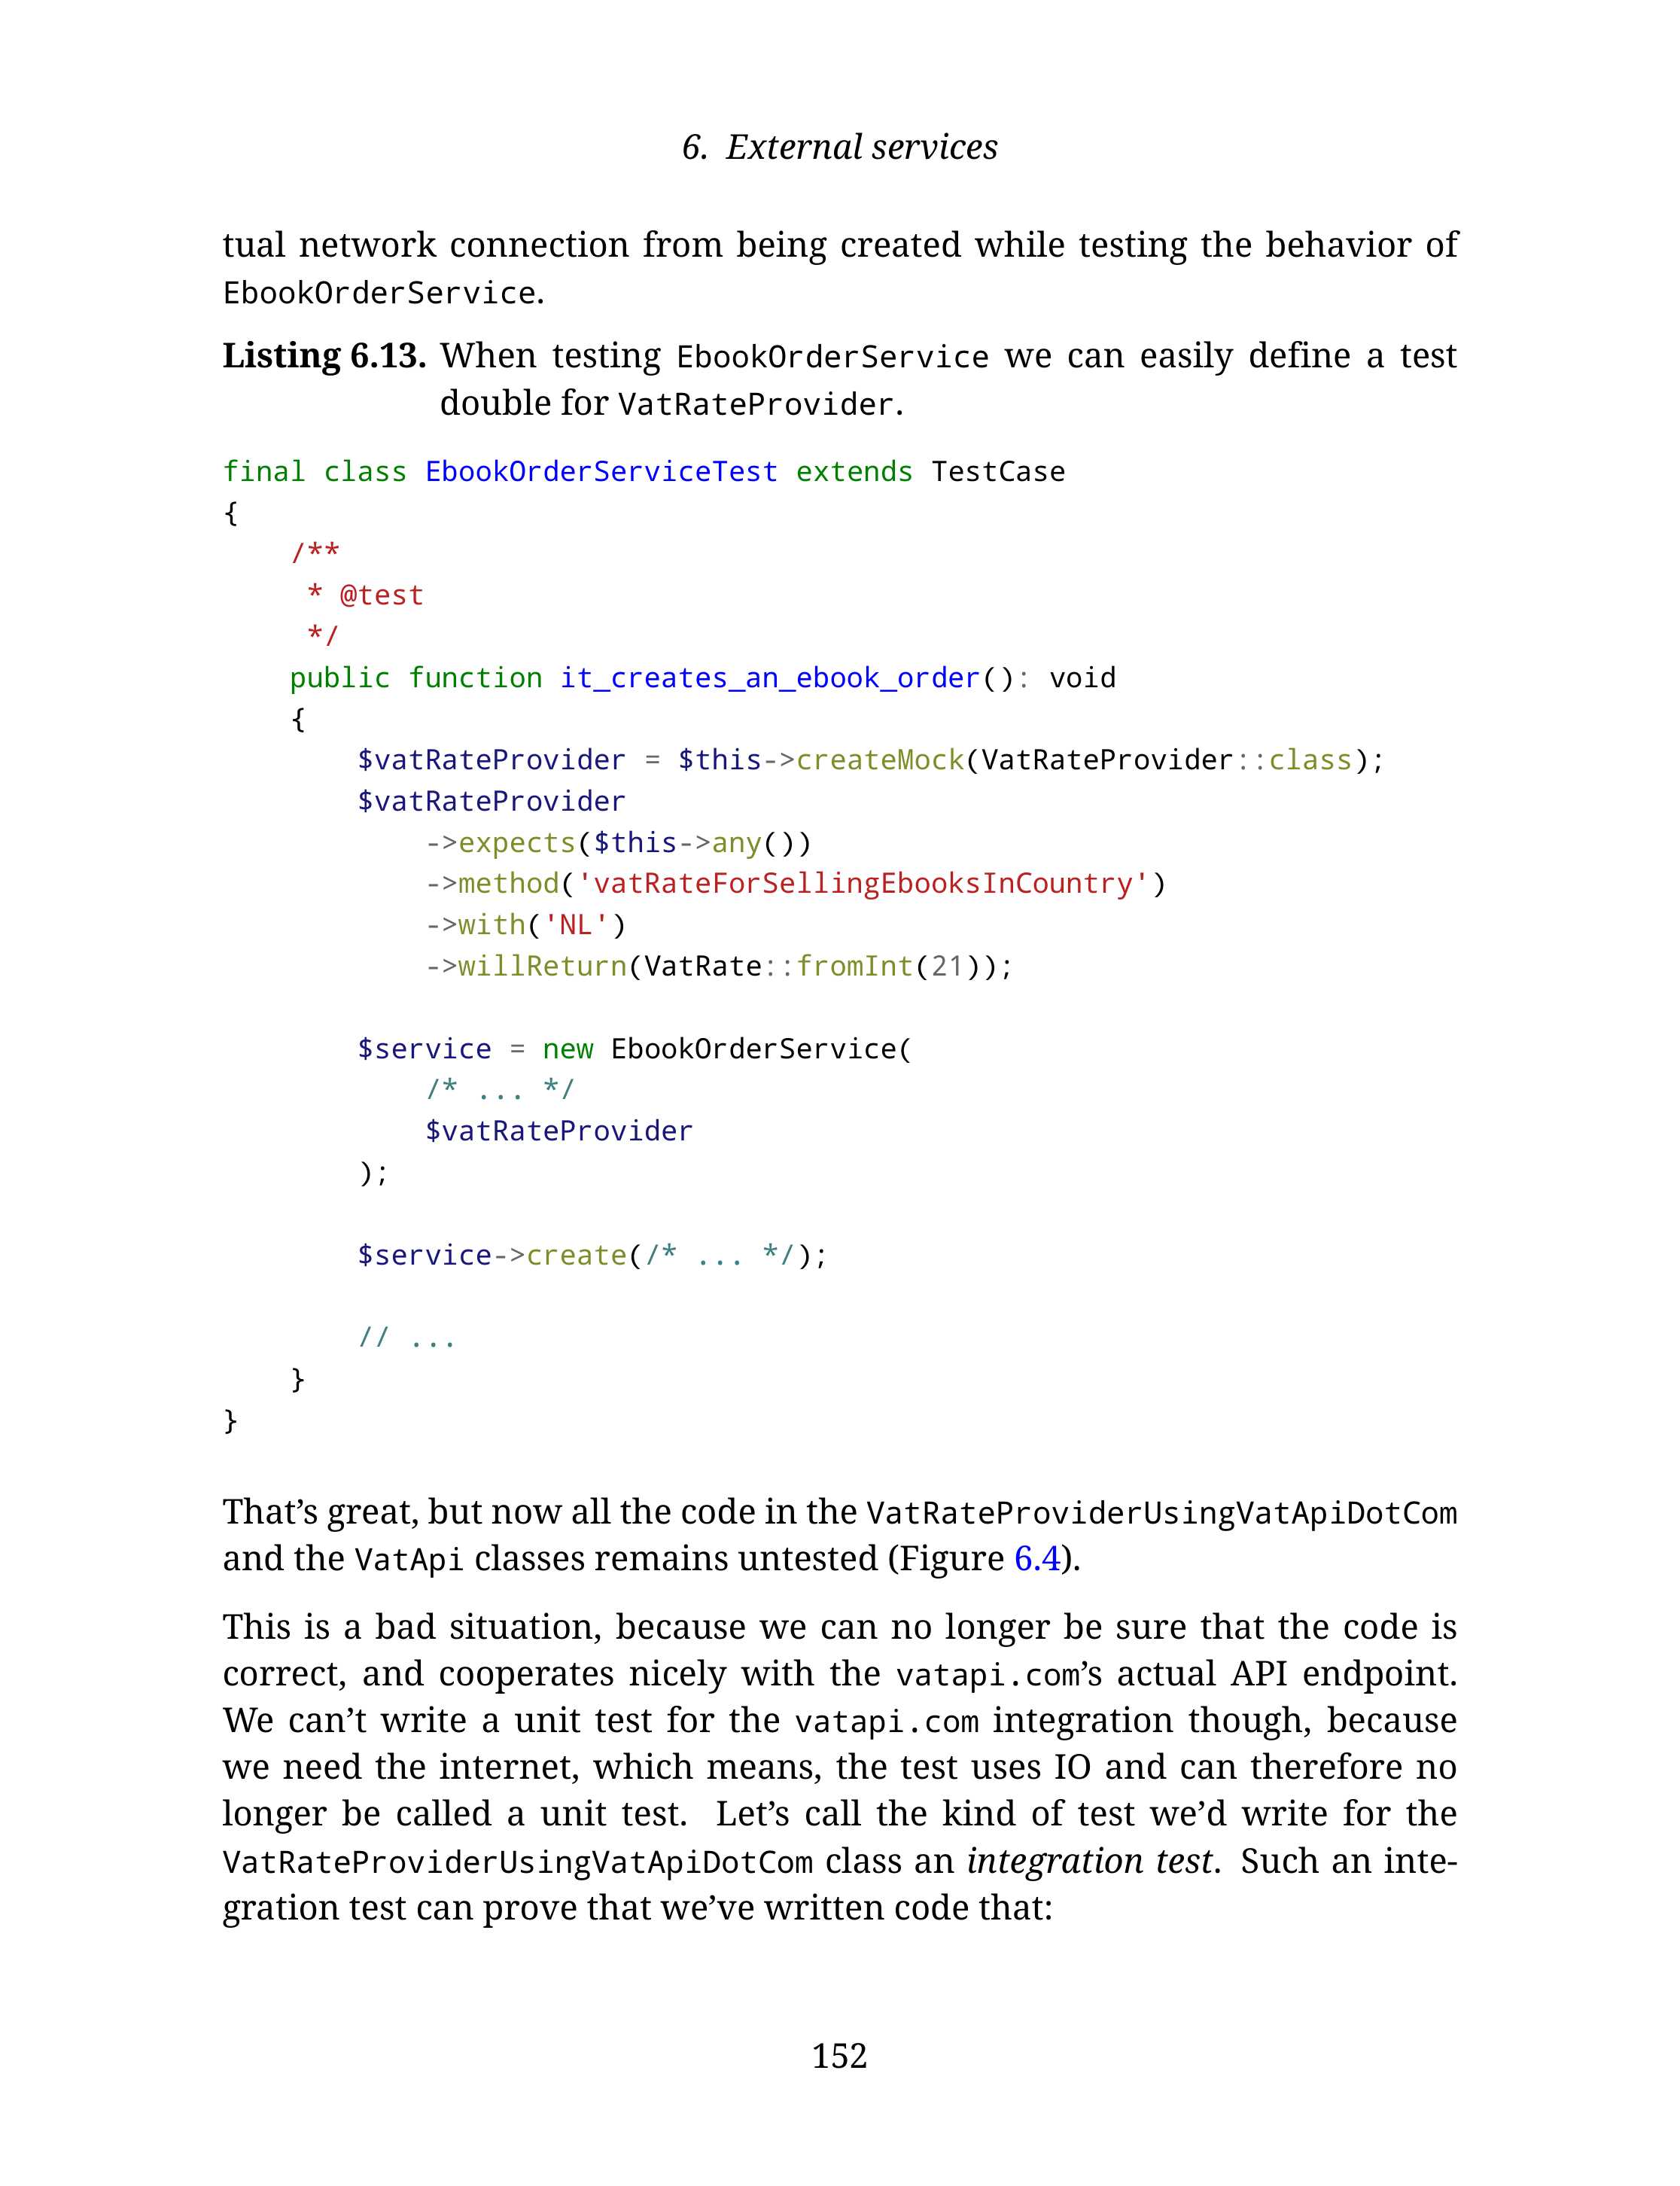 6. External services
tual network connection from being created while testing the behavior of
EbookOrderService.
Listing 6.13. When testing EbookOrderService we can easily define a test
double for VatRateProvider.
final class EbookOrderServiceTest extends TestCase
{
    /**
     * @test
     */
    public function it_creates_an_ebook_order(): void
    {
        $vatRateProvider = $this->createMock(VatRateProvider::class);
        $vatRateProvider
            ->expects($this->any())
            ->method('vatRateForSellingEbooksInCountry')
            ->with('NL')
            ->willReturn(VatRate::fromInt(21));

        $service = new EbookOrderService(
            /* ... */
            $vatRateProvider
        );

        $service->create(/* ... */);

        // ...
    }
}
That’s great, but now all the code in the VatRateProviderUsingVatApiDotCom
and the VatApi classes remains untested (Figure 6.4).
This is a bad situation, because we can no longer be sure that the code is
correct, and cooperates nicely with the vatapi.com’s actual API endpoint.
We can’t write a unit test for the vatapi.com integration though, because
we need the internet, which means, the test uses IO and can therefore no
longer be called a unit test. Let’s call the kind of test we’d write for the
VatRateProviderUsingVatApiDotCom class an integration test. Such an inte-
gration test can prove that we’ve written code that:
152